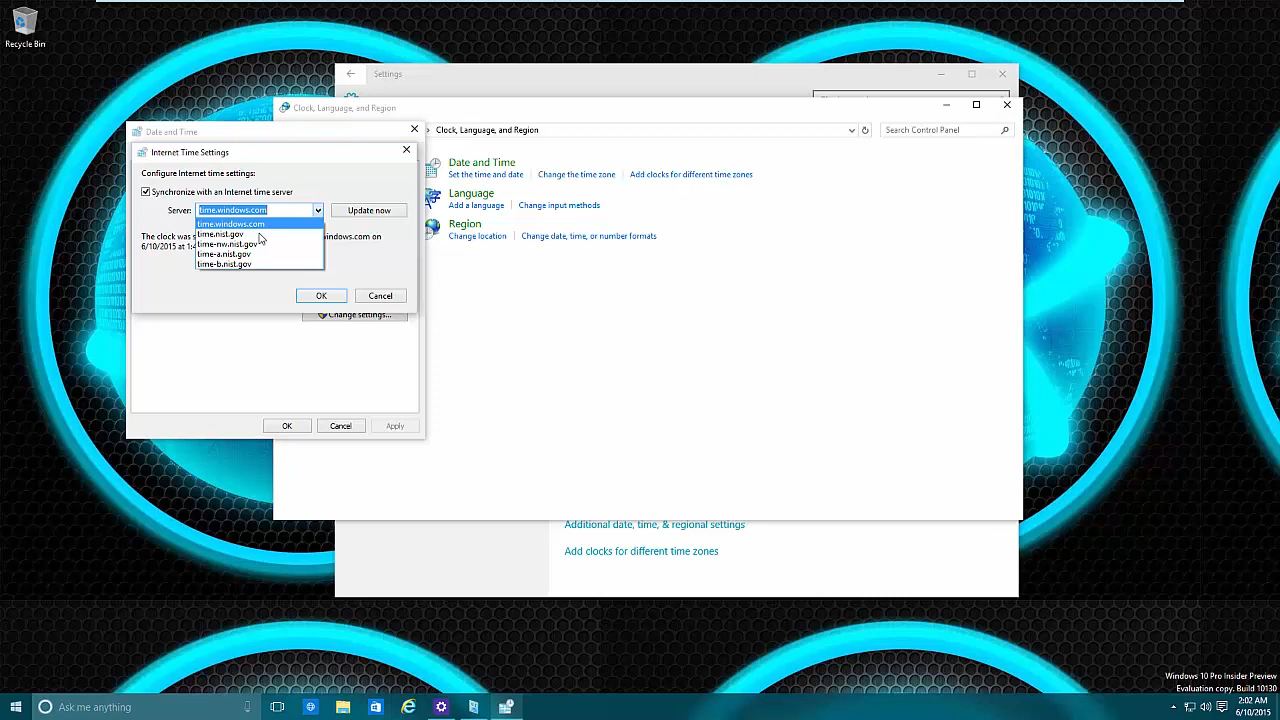 Recycle Bin
Settings
Clock, Language, and Region
Clock, Language, and Region
Search Control Panel
Date and Time
Internet Time Settings
Configure Internet time settings:
Synchronize with an Internet time server
Server:
time.windows.com
Update now
time.windows.com
time.nist.gov
time-nw.nist.gov
time-a.nist.gov
time-b.nist.gov
The clock was s
indows.com on
6/10/2015 at 1:4
OK
Cancel
Change settings...
OK
Cancel
Apply
Date and Time
Set the time and date
Change the time zone
Add clocks for different time zones
Language
Add a language
Change input methods
Region
Change location
Change date, time, or number formats
Additional date, time, & regional settings
Add clocks for different time zones
Windows 10 Pro Insider Preview
Evaluation copy. Build 10130
Ask me anything
2:02 AM
6/10/2015